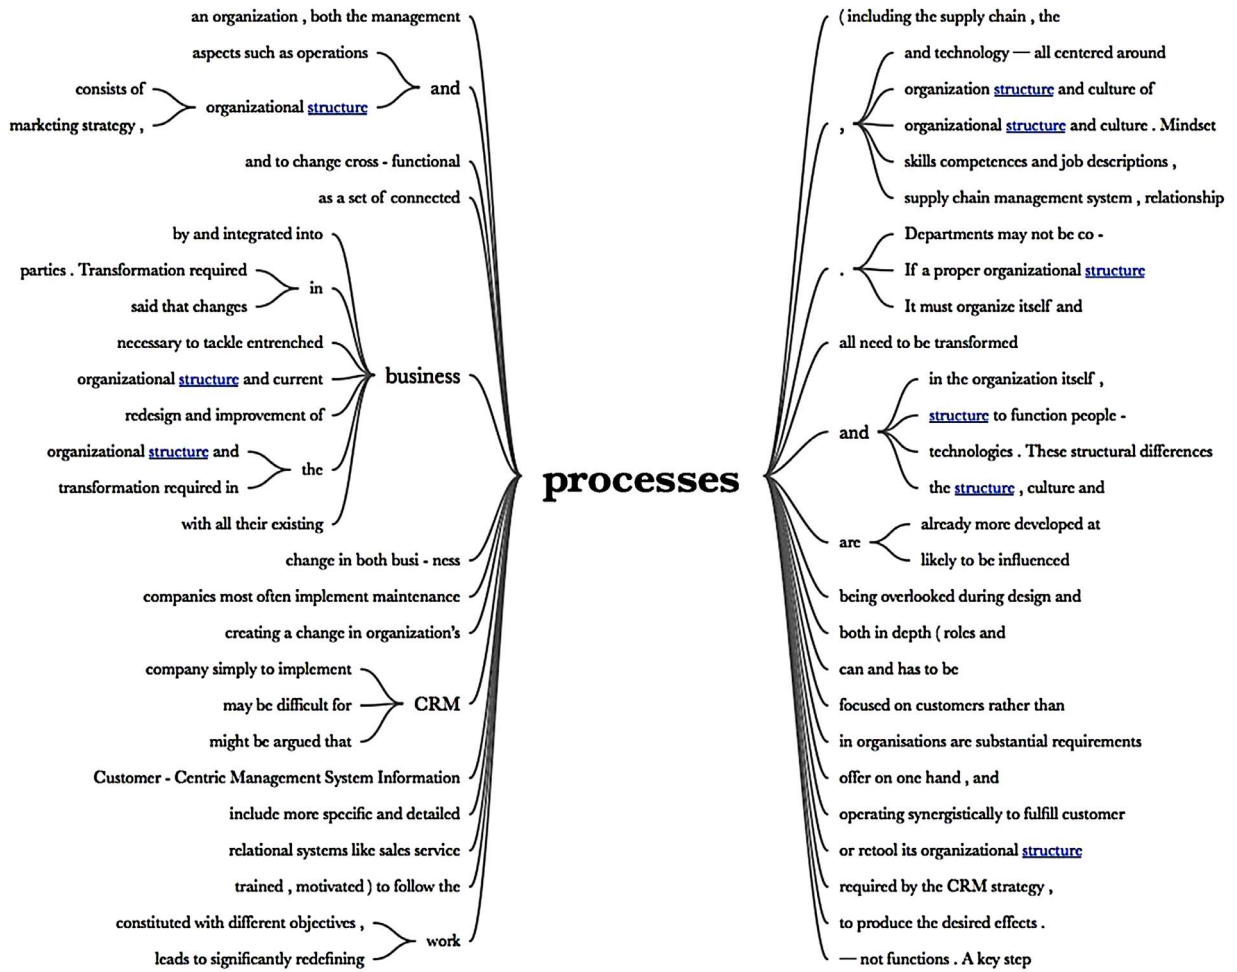 an organization , both the management
aspects such as operations
consists of
marketing strategy ,
organizational structure
and
and to change cross - functional
as a set of connected
by and integrated into
parties . Transformation required
said that changes
in
necessary to tackle entrenched
organizational structure and current
redesign and improvement of
organizational structure and
transformation required in
the
with all their existing
business
change in both busi - ness
companies most often implement maintenance
creating a change in organization's
company simply to implement
may be difficult for
might be argued that
CRM
Customer - Centric Management System Information
include more specific and detailed
relational systems like sales service
trained , motivated ) to follow the
constituted with different objectives ,
leads to significantly redefining
work
processes
( including the supply chain , the
,
and technology — all centered around
organization structure and culture of
organizational structure and culture . Mindset
skills competences and job descriptions ,
supply chain management system , relationship
.
Departments may not be co -
If a proper organizational structure
It must organize itself and
all need to be transformed
and
in the organization itself ,
structure to function people -
technologies . These structural differences
the structure , culture and
are
already more developed at
likely to be influenced
being overlooked during design and
both in depth ( roles and
can and has to be
focused on customers rather than
in organisations are substantial requirements
offer on one hand , and
operating synergistically to fulfill customer
or retool its organizational structure
required by the CRM strategy ,
to produce the desired effects .
— not functions . A key step